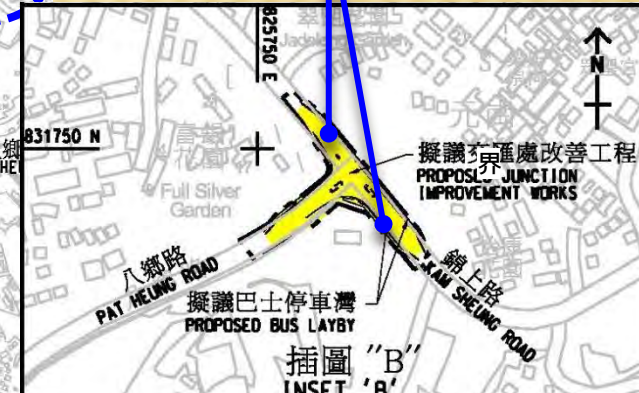 825750 E
N
831750 N
擬議交匯處改善工程
界
PROPOSED JUNCTION
IMPROVEMENT WORKS
Full Silver
Garden
八鄉路
PAT HEUNG ROAD
錦上路
KAM SHEUNG ROAD
擬議巴士停車灣
PROPOSED BUS LAYBY
插圖 "B"
INSET 'B'